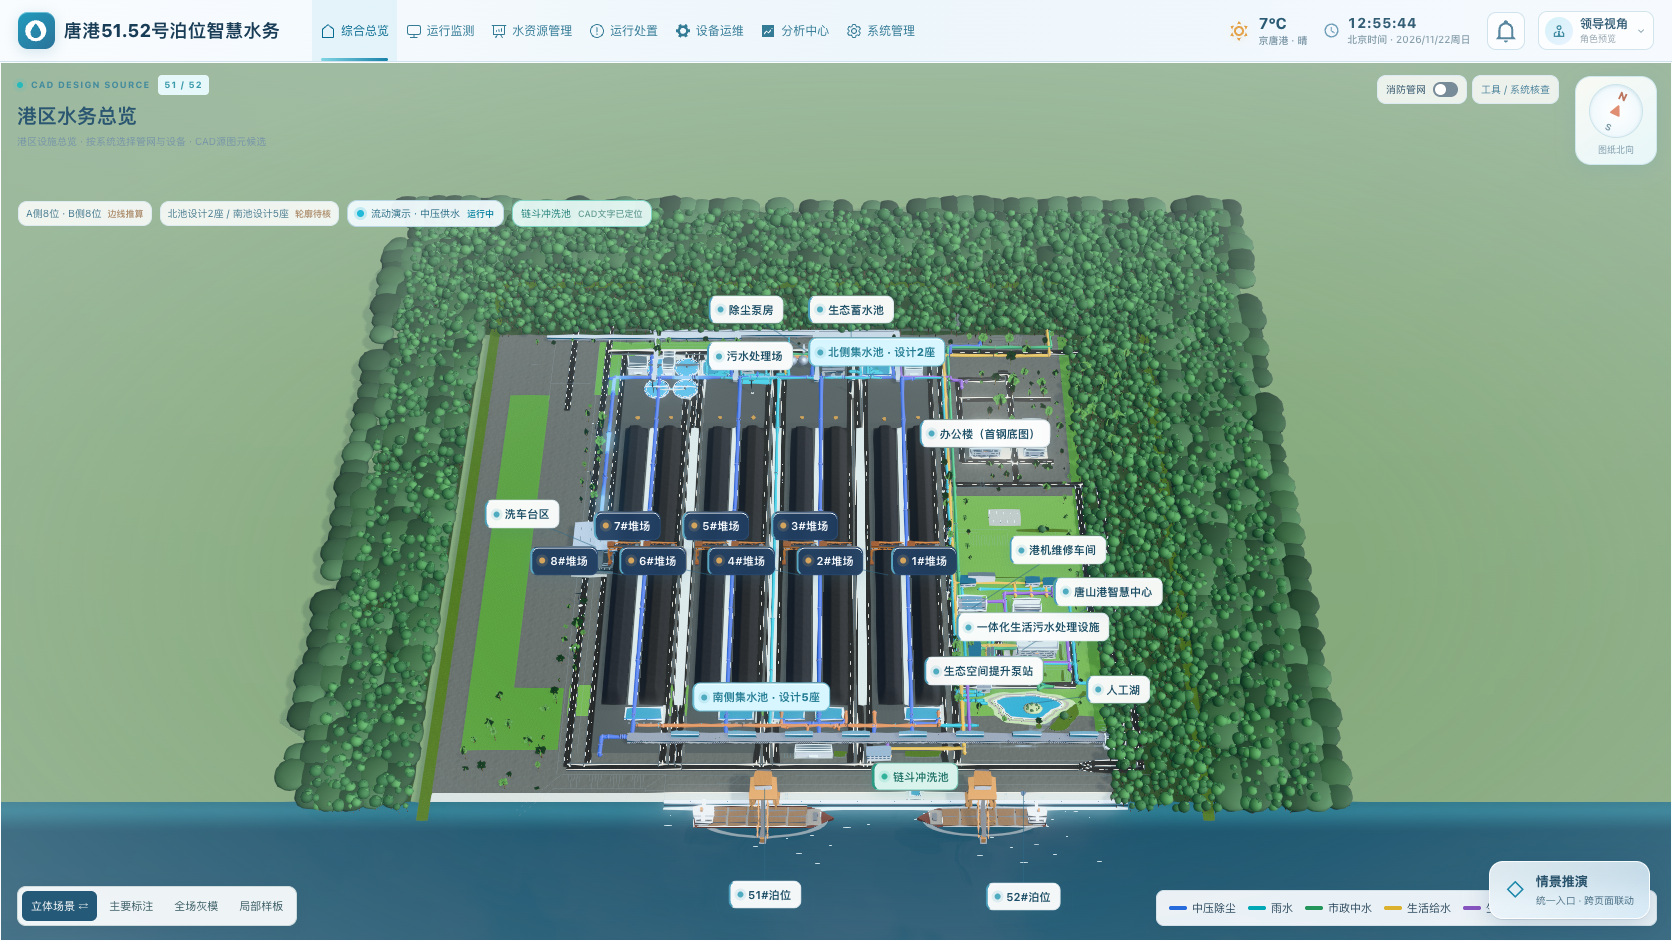 唐港51.52号泊位智慧水务
综合总览
运行监测
水资源管理
运行处置
设备运维
分析中心
系统管理
7°C
京唐港 · 晴
12:55:44
北京时间 · 2026/11/22周日
领导视角
角色预览
CAD DESIGN SOURCE 51 / 52
港区水务总览
港区设施总览 · 按系统选择管网与设备 · CAD源图元候选
消防管网
工具 / 系统核查
N
S
图纸北向
A侧8位 · B侧8位 边线推算
北池设计2座 / 南池设计5座 轮廓待核
流动演示 · 中压供水 运行中
链斗冲洗池 CAD文字已定位
除尘泵房
生态蓄水池
污水处理场
北侧集水池 · 设计2座
办公楼（首钢底图）
洗车台区
7#堆场
5#堆场
3#堆场
8#堆场
6#堆场
4#堆场
2#堆场
1#堆场
港机维修车间
唐山港智慧中心
一体化生活污水处理设施
生态空间提升泵站
人工湖
南侧集水池 · 设计5座
链斗冲洗池
51#泊位
52#泊位
立体场景
主要标注
全场灰模
局部样板
中压除尘
雨水
市政中水
生活给水
情景推演
统一入口 · 跨页面联动